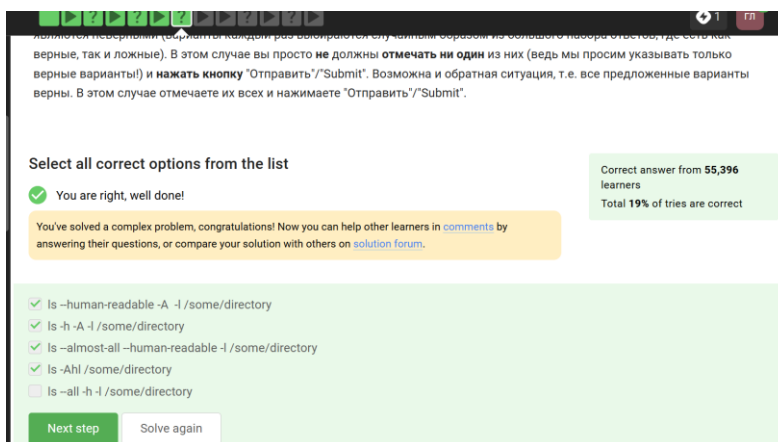 1
ГЛ
являются неверными (варианты каждый раз выбираются случайным образом из большого набора ответов, где есть как
верные, так и ложные). В этом случае вы просто не должны отмечать ни один из них (ведь мы просим указывать только
верные варианты!) и нажать кнопку "Отправить"/"Submit". Возможна и обратная ситуация, т.е. все предложенные варианты
верны. В этом случае отмечаете их всех и нажимаете "Отправить"/"Submit".
Select all correct options from the list
You are right, well done!
You've solved a complex problem, congratulations! Now you can help other learners in comments by
answering their questions, or compare your solution with others on solution forum.
Correct answer from 55,396
learners
Total 19% of tries are correct
ls --human-readable -A -l /some/directory
ls -h -A -l /some/directory
ls --almost-all --human-readable -l /some/directory
ls -Ahl /some/directory
ls --all -h -l /some/directory
Next step
Solve again